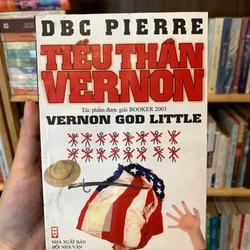 DBC PIERRE
TIỂU THẦN
VERNON
Tác phẩm được giải BOOKER 2003
VERNON GOD LITTLE
NHÀ XUẤT BẢN
HỘI NHÀ VĂN